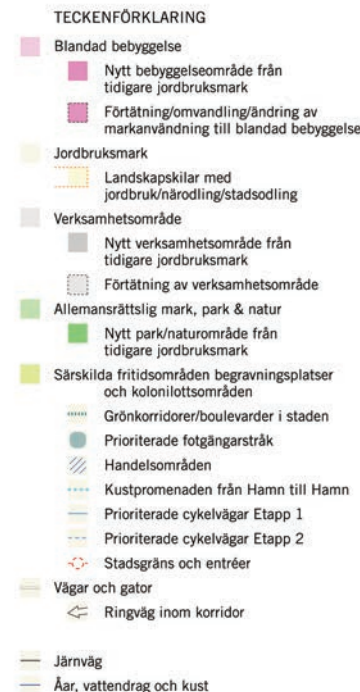 TECKENFÖRKLARING
Blandad bebyggelse
Nytt bebyggelseområde från
tidigare jordbruksmark
Förtätning/omvandling/ändring av
markanvändning till blandad bebyggelse
Jordbruksmark
Landskapskilar med
jordbruk/närodling/stadsodling
Verksamhetsområde
Nytt verksamhetsområde från
tidigare jordbruksmark
Förtätning av verksamhetsområde
Allemansrättslig mark, park & natur
Nytt park/naturområde från
tidigare jordbruksmark
Särskilda fritidsområden begravningsplatser
och kolonilottsområden
Grönkorridorer/boulevarder i staden
Prioriterade fotgängarstråk
Handelsområden
Kustpromenaden från Hamn till Hamn
Prioriterade cykelvägar Etapp 1
Prioriterade cykelvägar Etapp 2
Stadsgräns och entréer
Vägar och gator
Ringväg inom korridor
Järnväg
Åar, vattendrag och kust